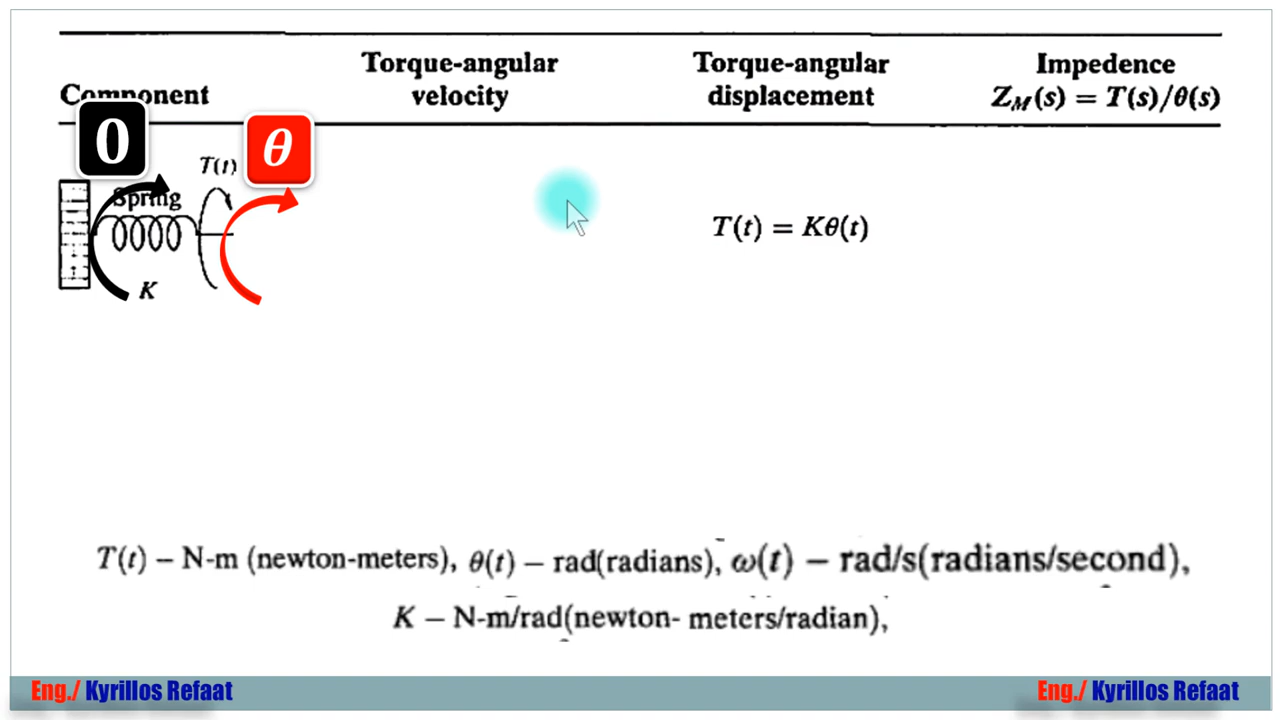 Torque-angular Torque-angular Impedence
Component velocity displacement Z_M(s) = T(s)/θ(s)
0 θ
T(t)
Spring
T(t) = Kθ(t)
K
T(t) – N-m (newton-meters), θ(t) – rad(radians), ω(t) – rad/s(radians/second),
K – N-m/rad(newton- meters/radian),
Eng./ Kyrillos Refaat Eng./ Kyrillos Refaat